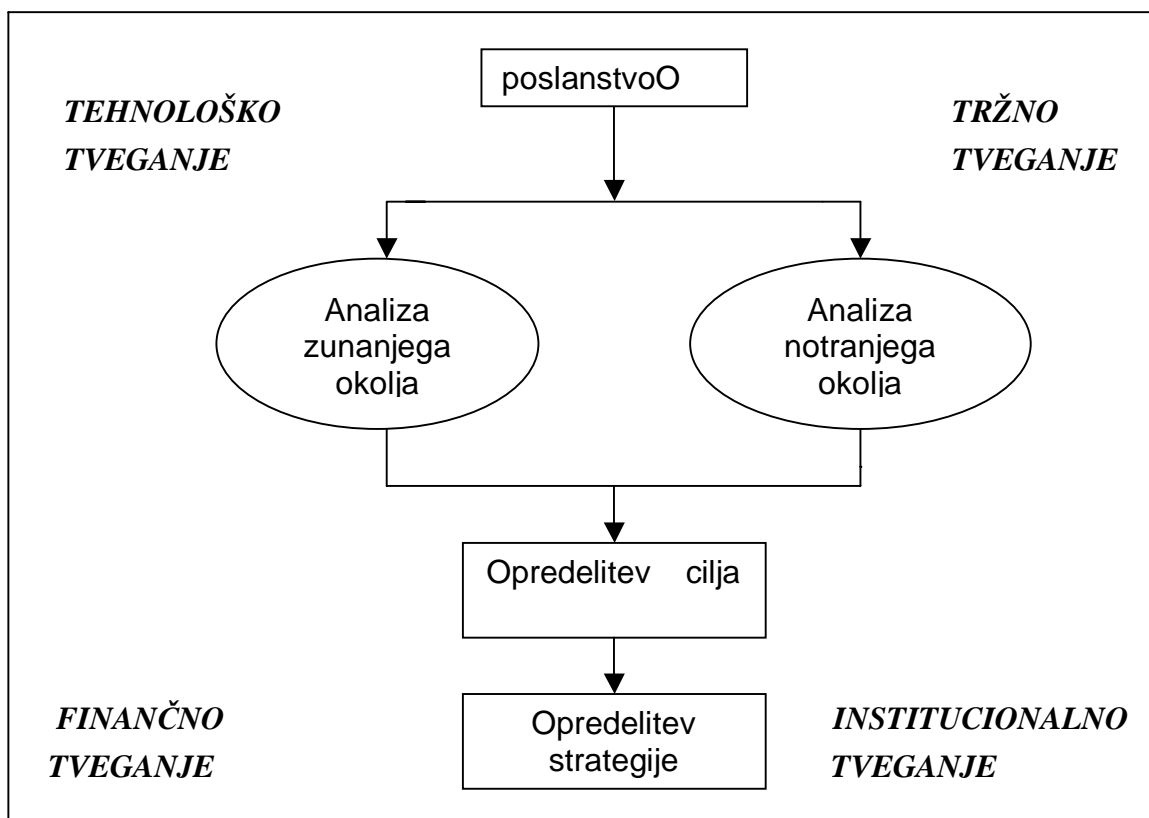 poslanstvoO
TEHNOLOŠKO
TVEGANJE
TRŽNO
TVEGANJE
Analiza
zunanjega
okolja
Analiza
notranjega
okolja
Opredelitev cilja
Opredelitev
strategije
FINANČNO
TVEGANJE
INSTITUCIONALNO
TVEGANJE